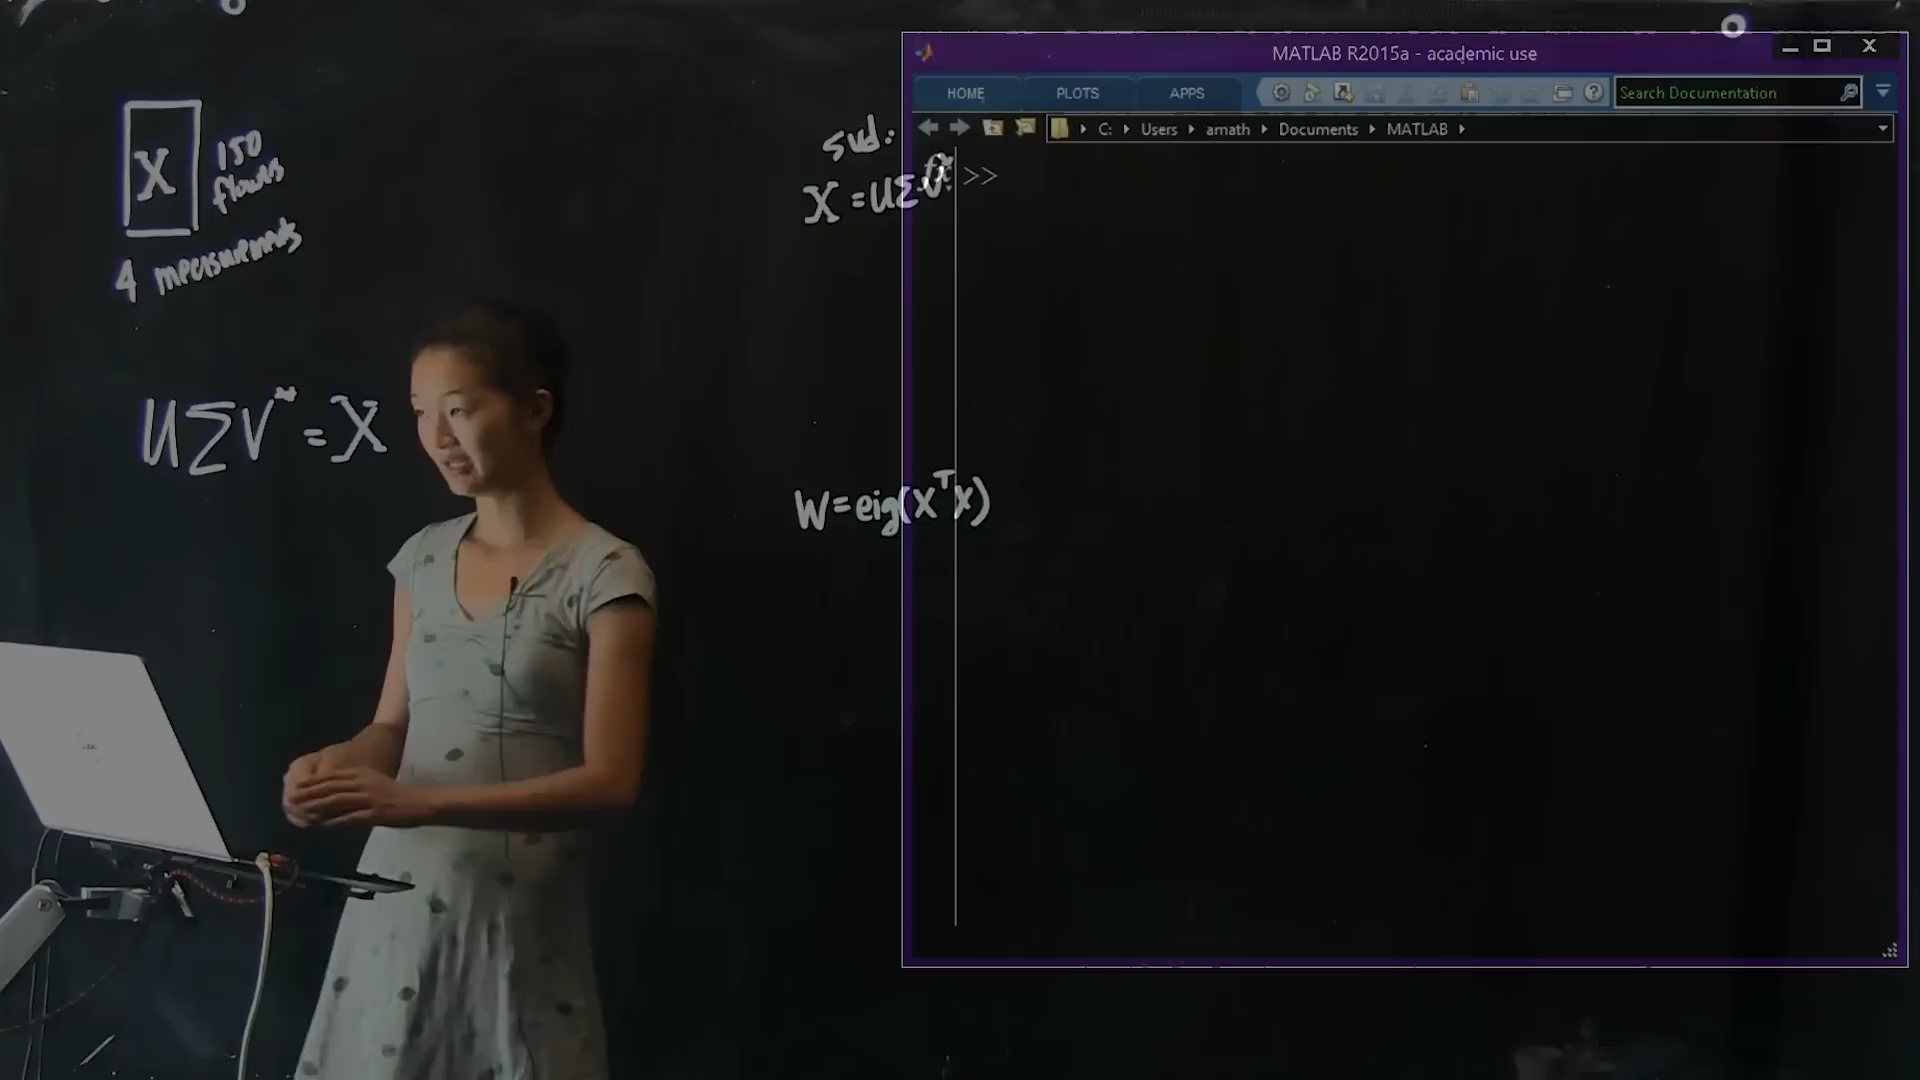 X
150
flowers
4 measurements
UΣV* = X
svd:
X = UΣV*
W=eig(XᵀX)
MATLAB R2015a - academic use
HOME PLOTS APPS Search Documentation
C: Users amath Documents MATLAB
fx >>